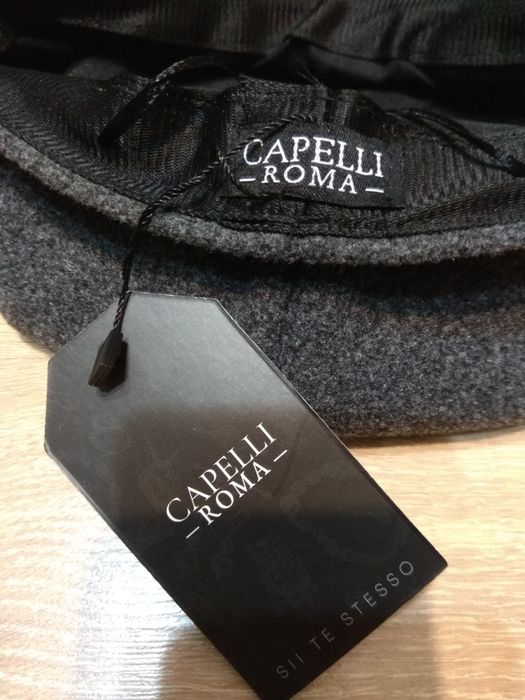 CAPELLI
- ROMA -
CAPELLI
- ROMA -
SII TE STESSO